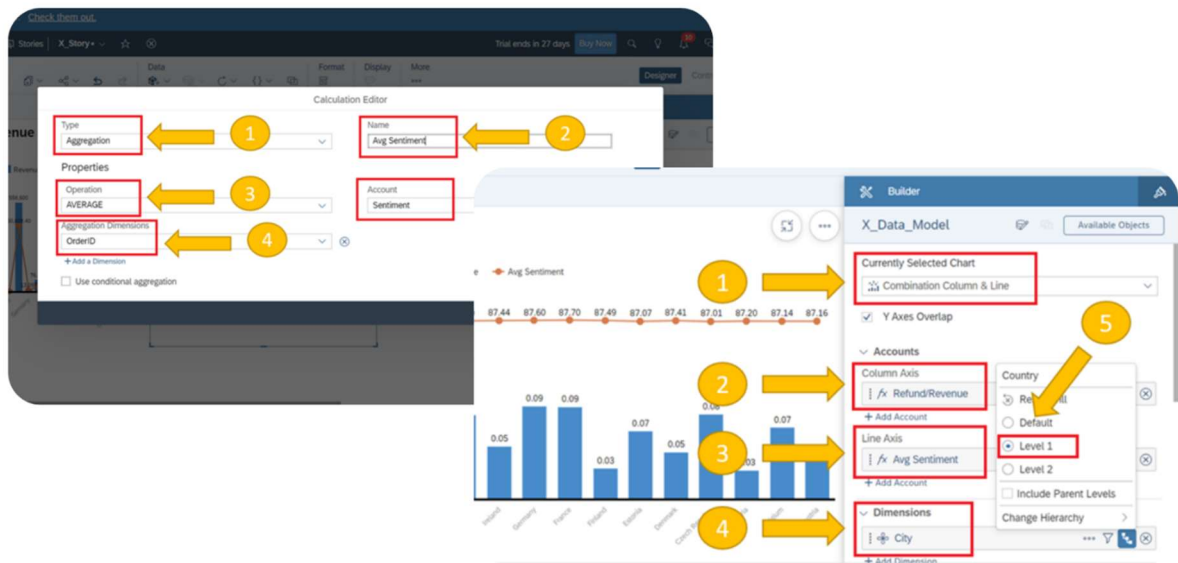 Check them out.
Stories X_Story+ Trial ends in 27 days Buy Now
Data Format Display More
Designer
Calculation Editor
Type
Aggregation
1
Name
Avg Sentiment
2
Properties
Operation
AVERAGE
3
Account
Sentiment
Aggregation Dimensions
OrderID
4
+ Add a Dimension
Use conditional aggregation
Builder
X_Data_Model Available Objects
Currently Selected Chart
Combination Column & Line
1
Y Axes Overlap
5
Accounts
Column Axis
fx Refund/Revenue
2
+ Add Account
Line Axis
fx Avg Sentiment
3
+ Add Account
Dimensions
City
4
+ Add Dimension
Country
Default
Level 1
Level 2
Include Parent Levels
Change Hierarchy
Avg Sentiment
87.44 87.60 87.70 87.49 87.07 87.41 87.01 87.20 87.14 87.16
0.05 0.09 0.09 0.03 0.07 0.05 0.07
Ireland Germany France Finland Estonia Denmark